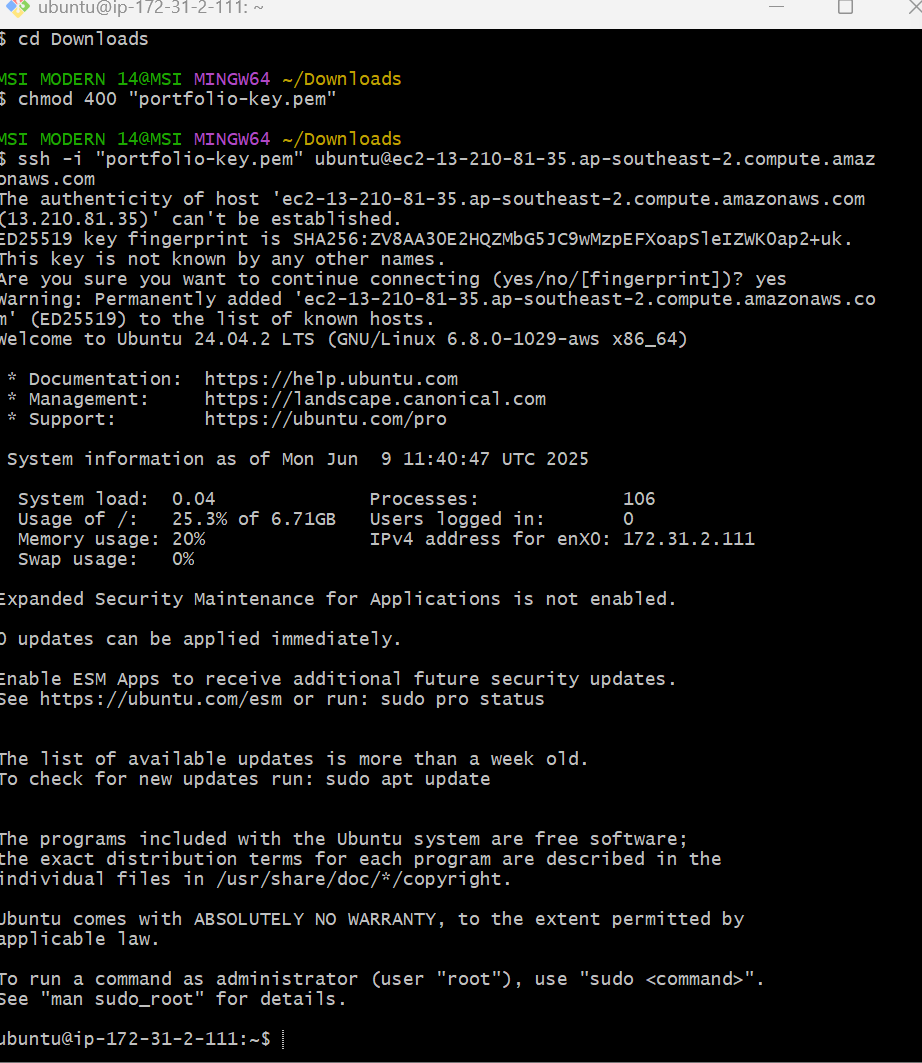 ubuntu@ip-172-31-2-111: ~
$ cd Downloads
MSI MODERN 14@MSI MINGW64 ~/Downloads
$ chmod 400 "portfolio-key.pem"
MSI MODERN 14@MSI MINGW64 ~/Downloads
$ ssh -i "portfolio-key.pem" ubuntu@ec2-13-210-81-35.ap-southeast-2.compute.amaz
onaws.com
The authenticity of host 'ec2-13-210-81-35.ap-southeast-2.compute.amazonaws.com
(13.210.81.35)' can't be established.
ED25519 key fingerprint is SHA256:ZV8AA30E2HQZMbG5JC9wMzpEFXoapSleIZWK0ap2+uk.
This key is not known by any other names.
Are you sure you want to continue connecting (yes/no/[fingerprint])? yes
Warning: Permanently added 'ec2-13-210-81-35.ap-southeast-2.compute.amazonaws.co
m' (ED25519) to the list of known hosts.
Welcome to Ubuntu 24.04.2 LTS (GNU/Linux 6.8.0-1029-aws x86_64)
* Documentation:  https://help.ubuntu.com
* Management:     https://landscape.canonical.com
* Support:        https://ubuntu.com/pro
System information as of Mon Jun  9 11:40:47 UTC 2025
System load:  0.04              Processes:             106
Usage of /:   25.3% of 6.71GB   Users logged in:       0
Memory usage: 20%               IPv4 address for enX0: 172.31.2.111
Swap usage:   0%
Expanded Security Maintenance for Applications is not enabled.
0 updates can be applied immediately.
Enable ESM Apps to receive additional future security updates.
See https://ubuntu.com/esm or run: sudo pro status
The list of available updates is more than a week old.
To check for new updates run: sudo apt update
The programs included with the Ubuntu system are free software;
the exact distribution terms for each program are described in the
individual files in /usr/share/doc/*/copyright.
Ubuntu comes with ABSOLUTELY NO WARRANTY, to the extent permitted by
applicable law.
To run a command as administrator (user "root"), use "sudo <command>".
See "man sudo_root" for details.
ubuntu@ip-172-31-2-111:~$